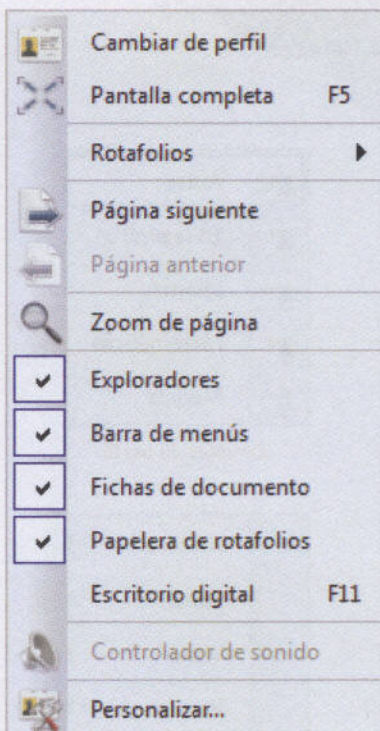 Cambiar de perfil
Pantalla completa F5
Rotafolios
Página siguiente
Página anterior
Zoom de página
Exploradores
Barra de menús
Fichas de documento
Papelera de rotafolios
Escritorio digital F11
Controlador de sonido
Personalizar...